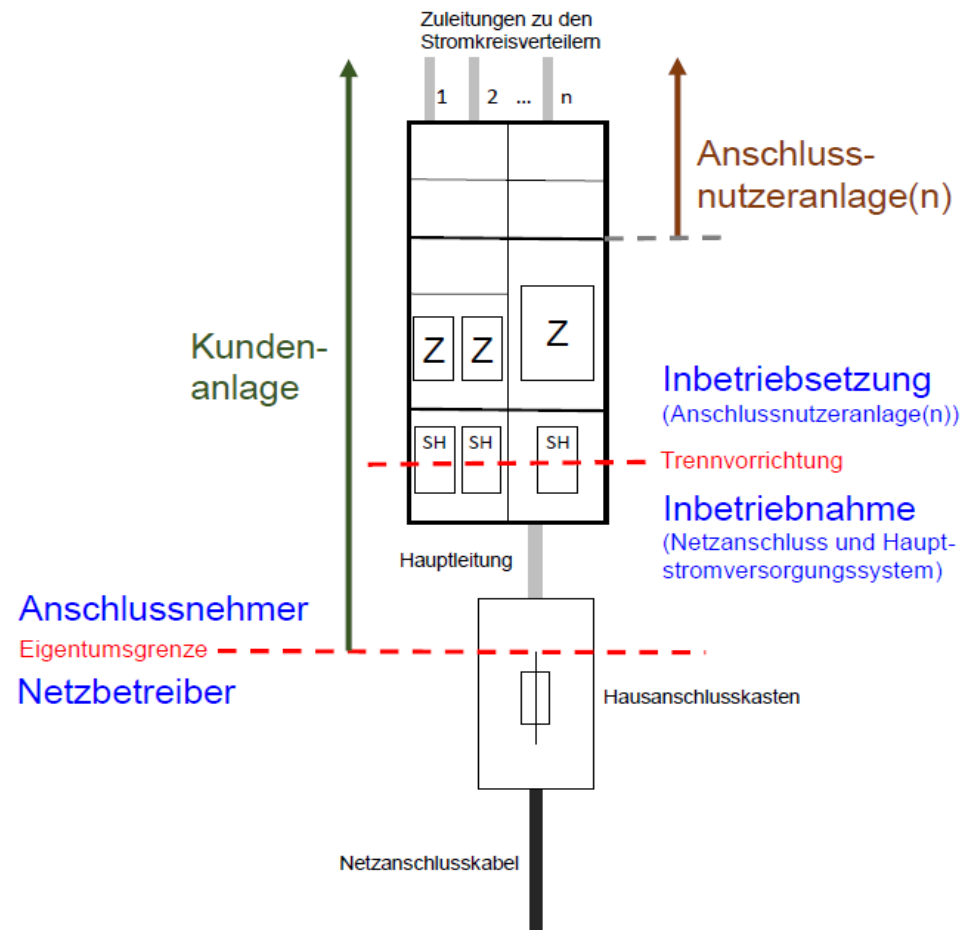 Zuleitungen zu den
Stromkreisverteilern
1 2 ... n
Anschluss-
nutzeranlage(n)
Kunden-
anlage
Z Z Z
Inbetriebsetzung
(Anschlussnutzeranlage(n))
SH SH SH
Trennvorrichtung
Inbetriebnahme
(Netzanschluss und Haupt-
stromversorgungssystem)
Hauptleitung
Anschlussnehmer
Eigentumsgrenze
Netzbetreiber
Hausanschlusskasten
Netzanschlusskabel